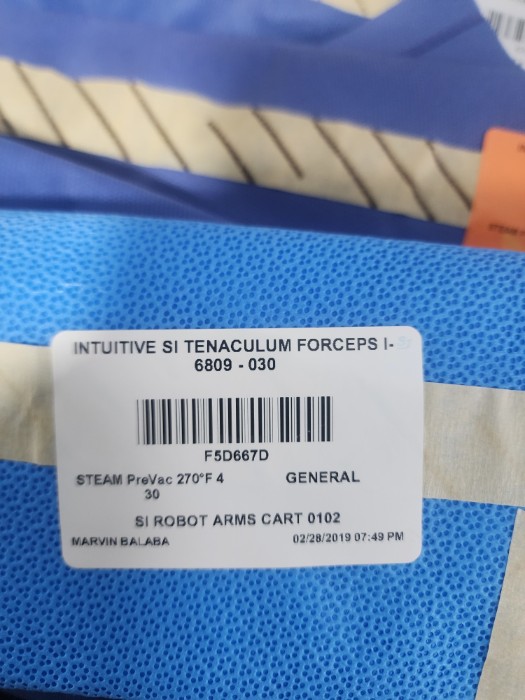 INTUITIVE SI TENACULUM FORCEPS I-
6809 - 030
F5D667D
STEAM PreVac 270°F 4 GENERAL
30
SI ROBOT ARMS CART 0102
MARVIN BALABA 02/28/2019 07:49 PM